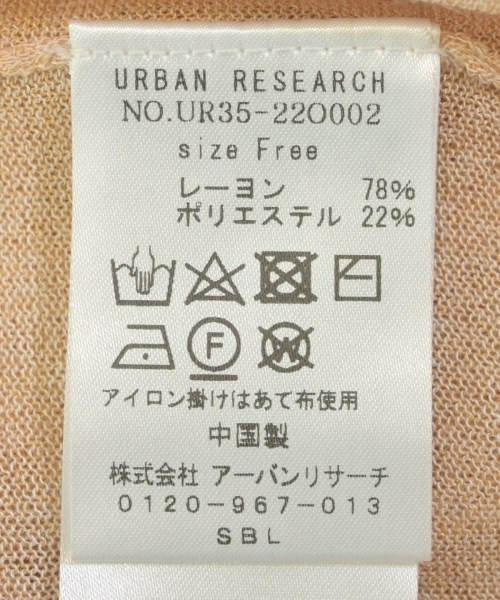 URBAN RESEARCH
NO.UR35-22O002
size Free
レーヨン 78%
ポリエステル 22%
F W
アイロン掛けはあて布使用
中国製
株式会社 アーバンリサーチ
0120-967-013
SBL